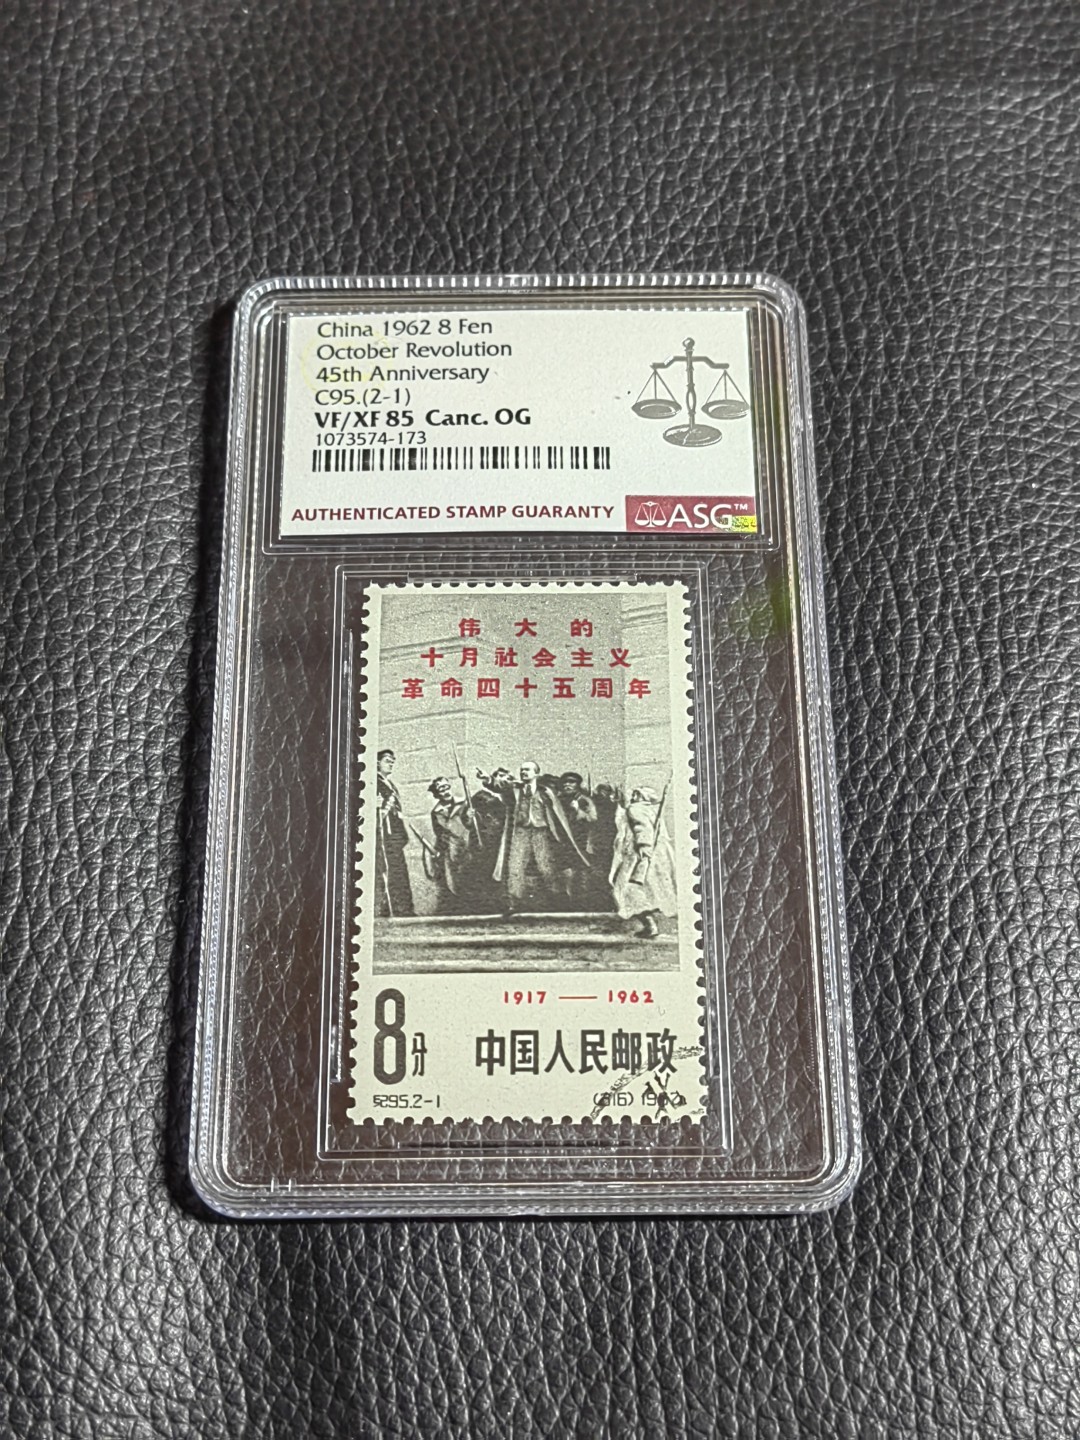 China 1962 8 Fen
October Revolution
45th Anniversary
C95.(2-1)
VF/XF 85 Canc. OG
1073574-173
AUTHENTICATED STAMP GUARANTY
ASG™
伟大的
十月社会主义
革命四十五周年
1917 — 1962
8分
中国人民邮政
纪95.2-1
(316) 1962